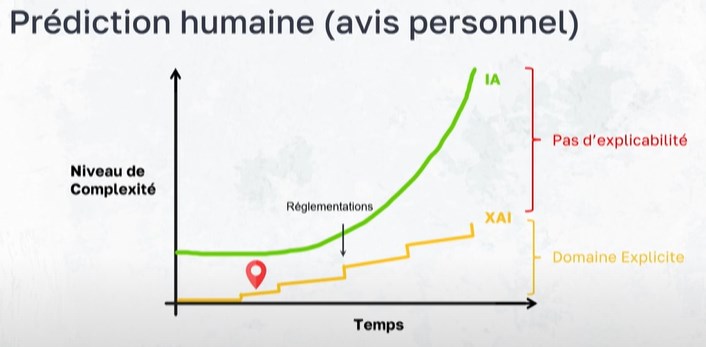 Prédiction humaine (avis personnel)
IA
Pas d'explicabilité
Niveau de
Complexité
Réglementations
XAI
Domaine Explicite
Temps